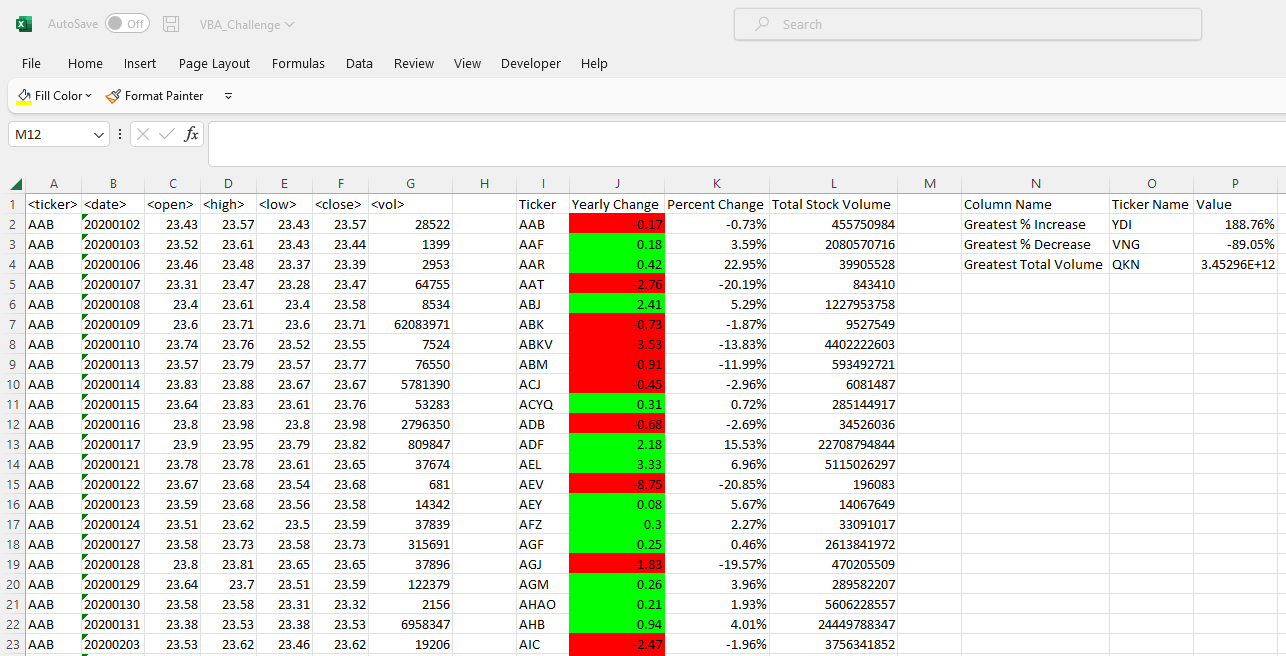 AutoSave Off VBA_Challenge Search
File Home Insert Page Layout Formulas Data Review View Developer Help
Fill Color Format Painter
M12 fx
A B C D E F G H I J K L M N O P
1 <ticker> <date> <open> <high> <low> <close> <vol> Ticker Yearly Change Percent Change Total Stock Volume Column Name Ticker Name Value
2 AAB 20200102 23.43 23.57 23.43 23.57 28522 AAB -0.17 -0.73% 455750984 Greatest % Increase YDI 188.76%
3 AAB 20200103 23.52 23.61 23.43 23.44 1399 AAF 0.18 3.59% 2080570716 Greatest % Decrease VNG -89.05%
4 AAB 20200106 23.46 23.48 23.37 23.39 2953 AAR 0.42 22.95% 39905528 Greatest Total Volume QKN 3.45296E+12
5 AAB 20200107 23.31 23.47 23.28 23.47 64755 AAT -2.76 -20.19% 843410
6 AAB 20200108 23.4 23.61 23.4 23.58 8534 ABJ 2.41 5.29% 1227953758
7 AAB 20200109 23.6 23.71 23.6 23.71 62083971 ABK -0.73 -1.87% 9527549
8 AAB 20200110 23.74 23.76 23.52 23.55 7524 ABKV -3.53 -13.83% 4402222603
9 AAB 20200113 23.57 23.79 23.57 23.77 76550 ABM -0.91 -11.99% 593492721
10 AAB 20200114 23.83 23.88 23.67 23.67 5781390 ACJ -0.45 -2.96% 6081487
11 AAB 20200115 23.64 23.83 23.61 23.76 53283 ACYQ 0.31 0.72% 285144917
12 AAB 20200116 23.8 23.98 23.8 23.98 2796350 ADB -0.68 -2.69% 34526036
13 AAB 20200117 23.9 23.95 23.79 23.82 809847 ADF 2.18 15.53% 22708794844
14 AAB 20200121 23.78 23.78 23.61 23.65 37674 AEL 3.33 6.96% 5115026297
15 AAB 20200122 23.67 23.68 23.54 23.68 681 AEV -8.75 -20.85% 196083
16 AAB 20200123 23.59 23.68 23.56 23.58 14342 AEY 0.08 5.67% 14067649
17 AAB 20200124 23.51 23.62 23.5 23.59 37839 AFZ 0.3 2.27% 33091017
18 AAB 20200127 23.58 23.73 23.58 23.73 315691 AGF 0.25 0.46% 2613841972
19 AAB 20200128 23.8 23.81 23.65 23.65 37896 AGJ -1.83 -19.57% 470205509
20 AAB 20200129 23.64 23.7 23.51 23.59 122379 AGM 0.26 3.96% 289582207
21 AAB 20200130 23.58 23.58 23.31 23.32 2156 AHAO 0.21 1.93% 5606228557
22 AAB 20200131 23.38 23.53 23.38 23.53 6958347 AHB 0.94 4.01% 24449788347
23 AAB 20200203 23.53 23.62 23.46 23.62 19206 AIC -2.47 -1.96% 3756341852